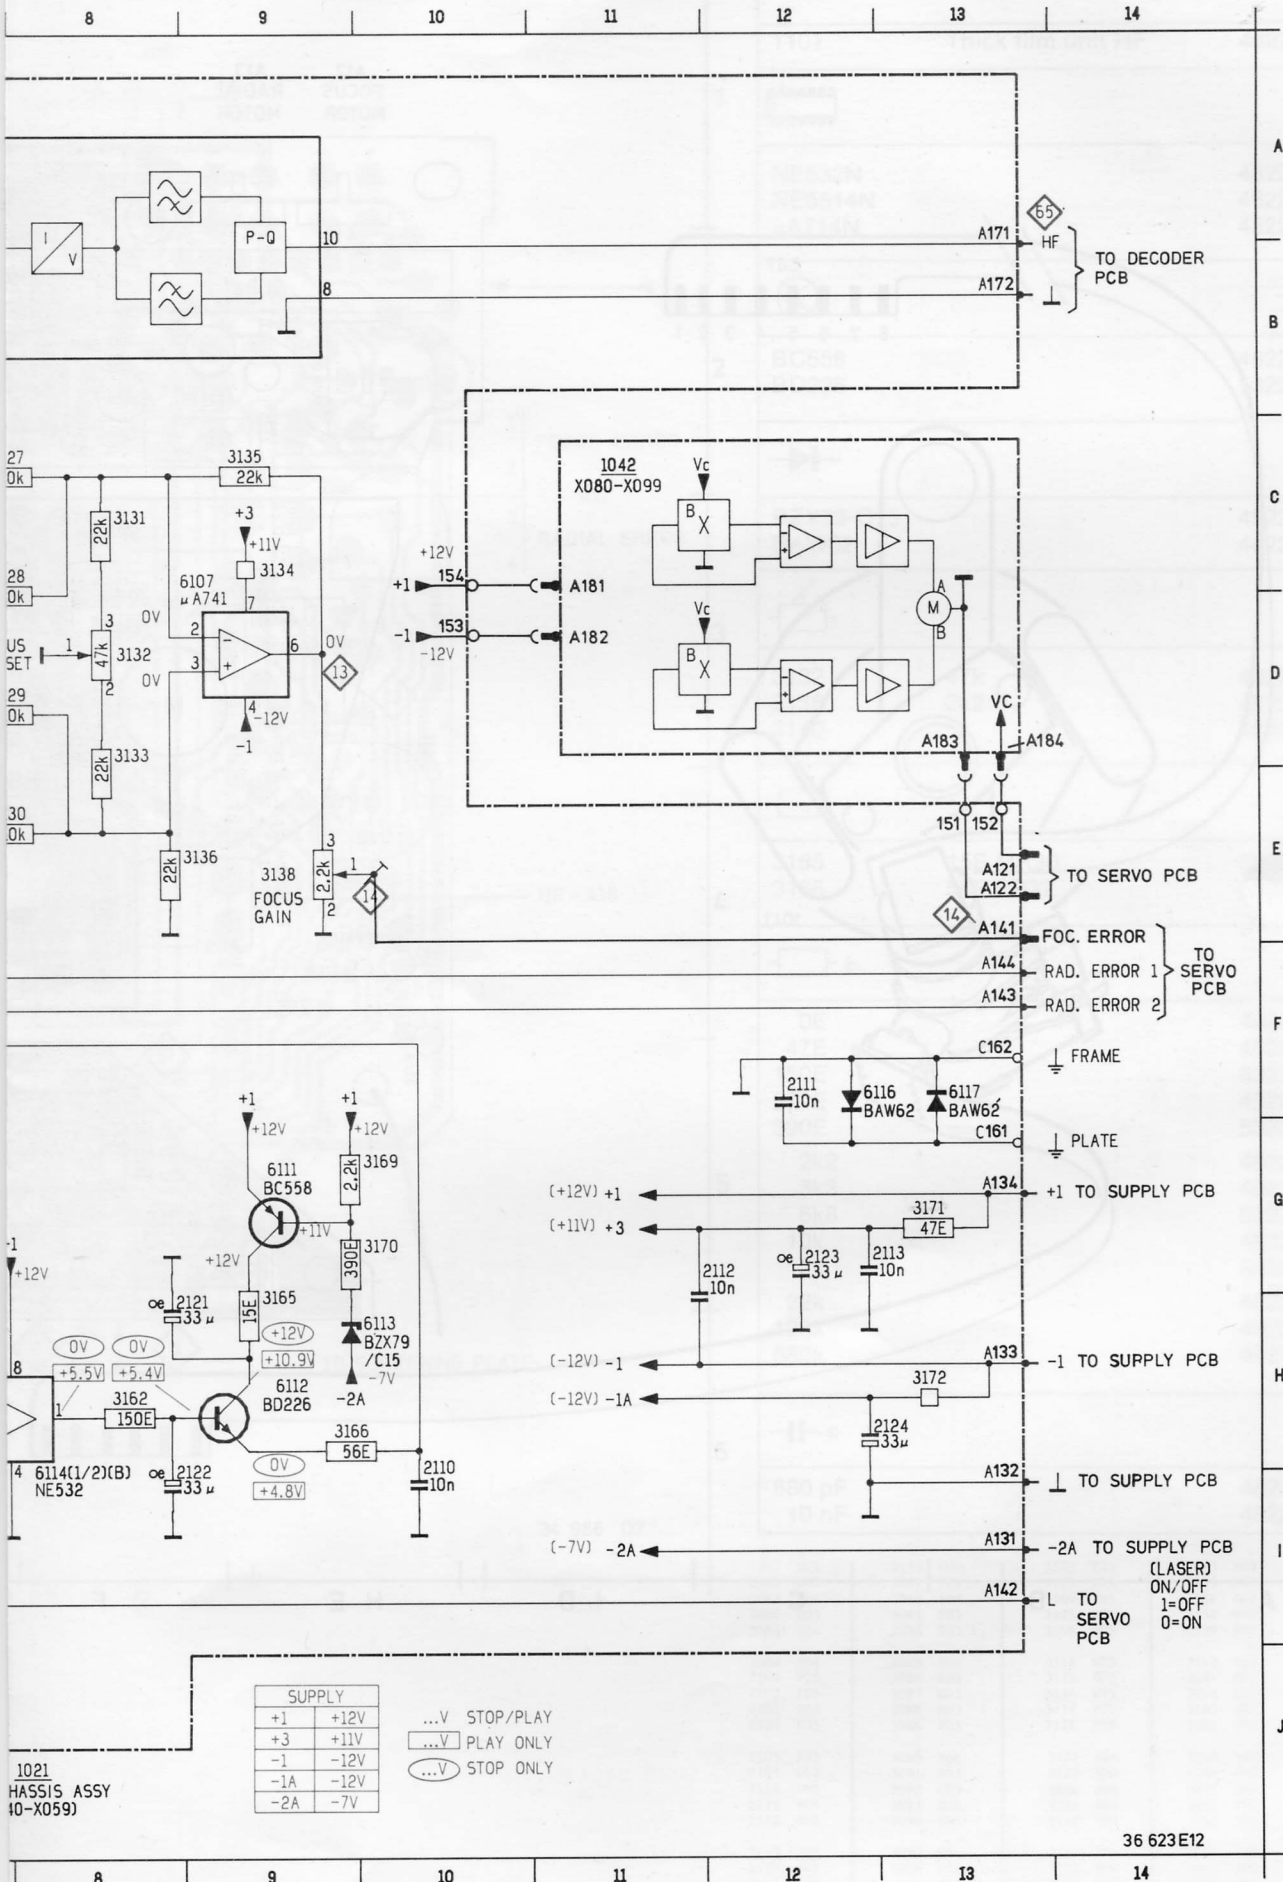 8 9 10 11 12 13 14
A
B
C
D
E
F
G
H
I
J
I
V
P-Q
10
8
A171
A172
65
HF
TO DECODER
PCB
27
0k
3135
22k
3131
22k
28
0k
+3
+11V
3134
6107
µA741
7
0V
2
3
0V
6
0V
13
4
-12V
-1
US
SET
1
3
47k
3132
2
29
0k
3133
22k
30
0k
3136
22k
3138
FOCUS
GAIN
3
2.2k
1
2
14
1042
X080-X099
Vc
B
X
Vc
B
X
A
M
B
+12V
+1
154
A181
-1
153
-12V
A182
VC
A183
A184
151
152
A121
A122
TO SERVO PCB
14
A141
FOC. ERROR
A144
RAD. ERROR 1
A143
RAD. ERROR 2
TO
SERVO
PCB
C162
FRAME
2111
10n
6116
BAW62
6117
BAW62
C161
PLATE
+1
+12V
+1
+12V
6111
BC558
2.2k
3169
+11V
+12V
390E
3170
-1
+12V
2121
33µ
15E
3165
6113
BZX79
/C15
-7V
-2A
0V
+5.5V
0V
+5.4V
+12V
+10.9V
8
1
4
3162
150E
6112
BD226
3166
56E
6114(1/2)(B)
NE532
2122
33µ
0V
+4.8V
2110
10n
(+12V) +1
A134
+1 TO SUPPLY PCB
(+11V) +3
3171
47E
2112
10n
2123
33µ
2113
10n
(-12V) -1
A133
-1 TO SUPPLY PCB
(-12V) -1A
3172
2124
33µ
A132
TO SUPPLY PCB
(-7V) -2A
A131
-2A TO SUPPLY PCB
A142
L TO
SERVO
PCB
(LASER)
ON/OFF
1=OFF
0=ON
SUPPLY
+1 +12V
+3 +11V
-1 -12V
-1A -12V
-2A -7V
...V STOP/PLAY
...V PLAY ONLY
...V STOP ONLY
1021
HASSIS ASSY
40-X059)
36 623 E12
8 9 10 11 12 13 14